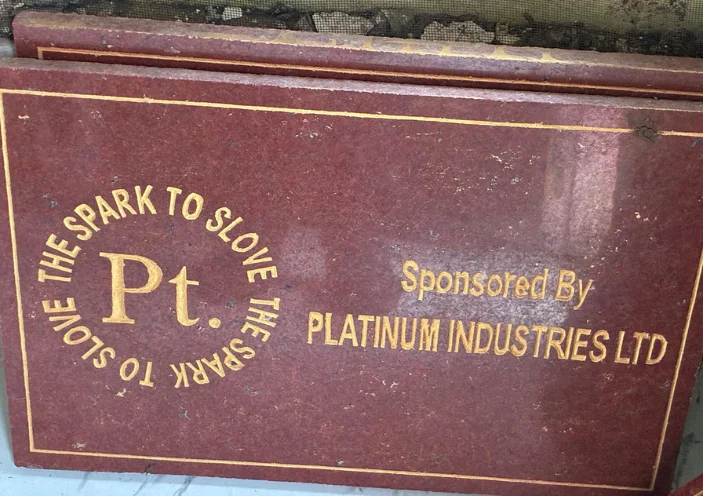 THE SPARK TO SLOVE THE SPARK TO SLOVE
Pt.
Sponsored By
PLATINUM INDUSTRIES LTD